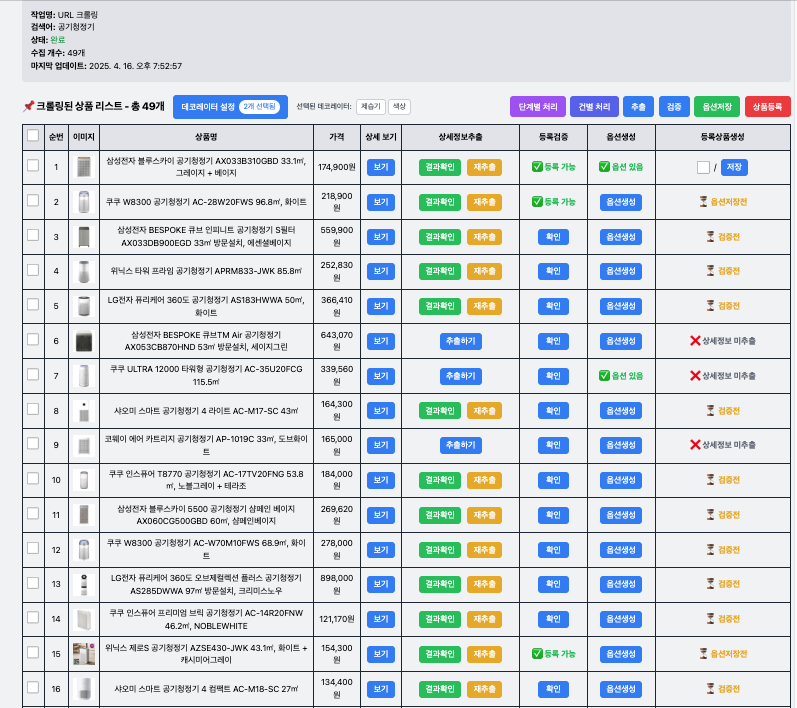 작업명: URL 크롤링
검색어: 공기청정기
상태: 완료
수집 개수: 49개
마지막 업데이트: 2025. 4. 16. 오후 7:52:57
📌 크롤링된 상품 리스트 - 총 49개 데코레이터 설정 2개 선택됨 선택된 데코레이터: 제습기 색상 단계별 처리 건별 처리 추출 검증 옵션저장 상품등록
순번 이미지 상품명 가격 상세 보기 상세정보추출 등록검증 옵션생성 등록상품생성
1 삼성전자 블루스카이 공기청정기 AX033B310GBD 33.1㎡, 그레이지 + 베이지 174,900원 보기 결과확인 재추출 ✅ 등록 가능 ✅ 옵션 있음 / 저장
2 쿠쿠 W8300 공기청정기 AC-28W20FWS 96.8㎡, 화이트 218,900원 보기 결과확인 재추출 ✅ 등록 가능 옵션생성 ⏳ 옵션저장전
3 삼성전자 BESPOKE 큐브 인피니트 공기청정기 S필터 AX033DB900EGD 33㎡ 방문설치, 에센셜베이지 559,900원 보기 결과확인 재추출 확인 옵션생성 ⏳ 검증전
4 위닉스 타워 프라임 공기청정기 APRM833-JWK 85.8㎡ 252,830원 보기 결과확인 재추출 확인 옵션생성 ⏳ 검증전
5 LG전자 퓨리케어 360도 공기청정기 AS183HWWA 50㎡, 화이트 366,410원 보기 결과확인 재추출 확인 옵션생성 ⏳ 검증전
6 삼성전자 BESPOKE 큐브TM Air 공기청정기 AX053CB870HND 53㎡ 방문설치, 세이지그린 643,070원 보기 추출하기 확인 옵션생성 ❌ 상세정보 미추출
7 쿠쿠 ULTRA 12000 타워형 공기청정기 AC-35U20FCG 115.5㎡ 339,560원 보기 추출하기 확인 ✅ 옵션 있음 ❌ 상세정보 미추출
8 샤오미 스마트 공기청정기 4 라이트 AC-M17-SC 43㎡ 164,300원 보기 결과확인 재추출 확인 옵션생성 ⏳ 검증전
9 코웨이 에어 카트리지 공기청정기 AP-1019C 33㎡, 도브화이트 165,000원 보기 추출하기 확인 옵션생성 ❌ 상세정보 미추출
10 쿠쿠 인스퓨어 T8770 공기청정기 AC-17TV20FNG 53.8㎡, 노블그레이 + 테라조 184,000원 보기 결과확인 재추출 확인 옵션생성 ⏳ 검증전
11 삼성전자 블루스카이 5500 공기청정기 샴페인 베이지 AX060CG500GBD 60㎡, 샴페인베이지 269,620원 보기 결과확인 재추출 확인 옵션생성 ⏳ 검증전
12 쿠쿠 W8300 공기청정기 AC-W70M10FWS 68.9㎡, 화이트 278,000원 보기 결과확인 재추출 확인 옵션생성 ⏳ 검증전
13 LG전자 퓨리케어 360도 오브제컬렉션 플러스 공기청정기 AS285DWWA 97㎡ 방문설치, 크리미스노우 898,000원 보기 결과확인 재추출 확인 옵션생성 ⏳ 검증전
14 쿠쿠 인스퓨어 프리미엄 브릭 공기청정기 AC-14R20FNW 46.2㎡, NOBLEWHITE 121,170원 보기 결과확인 재추출 확인 옵션생성 ⏳ 검증전
15 위닉스 제로S 공기청정기 AZSE430-JWK 43.1㎡, 화이트 + 캐시미어그레이 154,300원 보기 결과확인 재추출 ✅ 등록 가능 옵션생성 ⏳ 옵션저장전
16 샤오미 스마트 공기청정기 4 컴팩트 AC-M18-SC 27㎡ 134,400원 보기 결과확인 재추출 확인 옵션생성 ⏳ 검증전